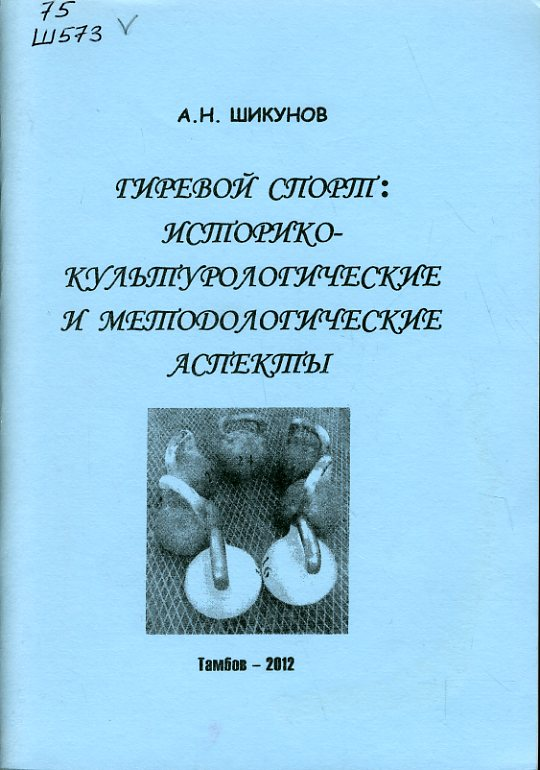 75
Ш573 V
А.Н. ШИКУНОВ
ГИРЕВОЙ СПОРТ:
ИСТОРИКО-
КУЛЬТУРОЛОГИЧЕСКИЕ
И МЕТОДОЛОГИЧЕСКИЕ
АСПЕКТЫ
Тамбов – 2012